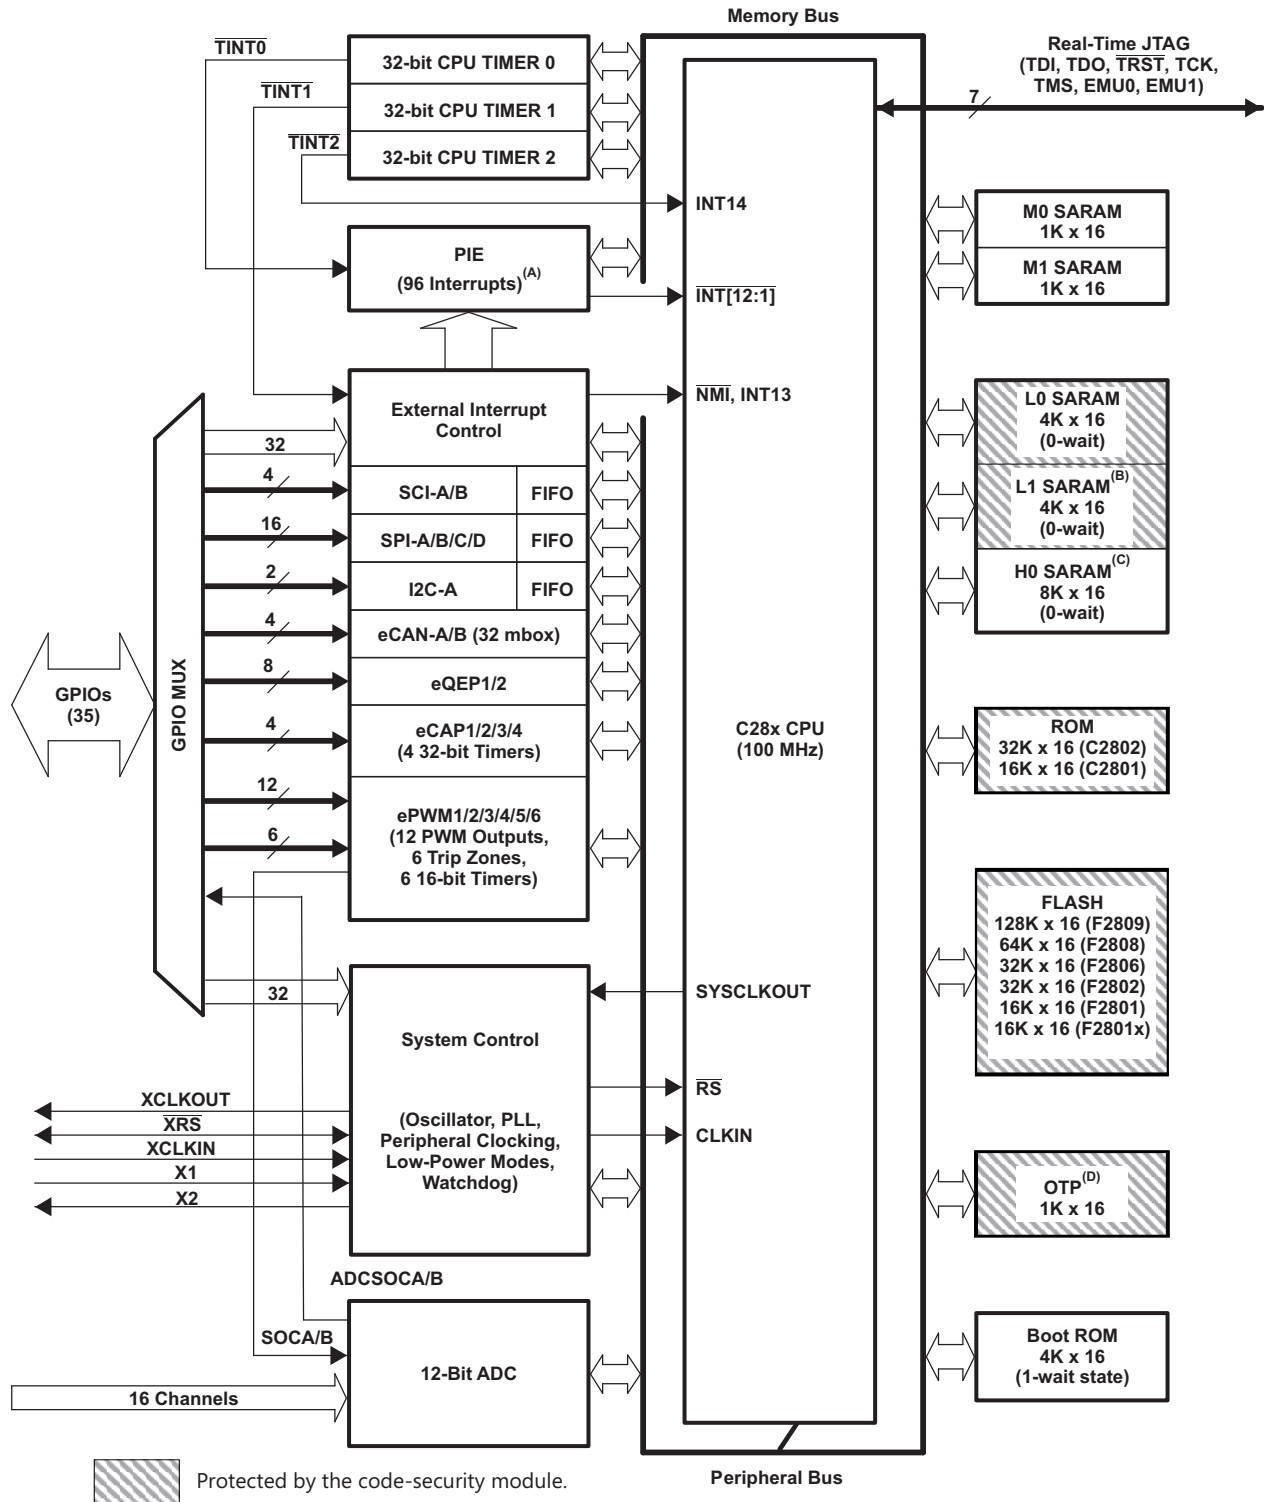 Memory Bus
TINT0
32-bit CPU TIMER 0
TINT1
32-bit CPU TIMER 1
TINT2
32-bit CPU TIMER 2
Real-Time JTAG
(TDI, TDO, TRST, TCK,
TMS, EMU0, EMU1)
7
INT14
PIE
(96 Interrupts)(A)
INT[12:1]
M0 SARAM
1K x 16
M1 SARAM
1K x 16
External Interrupt
Control
NMI, INT13
32
4
SCI-A/B
FIFO
16
SPI-A/B/C/D
FIFO
2
I2C-A
FIFO
4
eCAN-A/B (32 mbox)
8
eQEP1/2
4
eCAP1/2/3/4
(4 32-bit Timers)
12
6
ePWM1/2/3/4/5/6
(12 PWM Outputs,
6 Trip Zones,
6 16-bit Timers)
GPIOs
(35)
GPIO MUX
C28x CPU
(100 MHz)
L0 SARAM
4K x 16
(0-wait)
L1 SARAM(B)
4K x 16
(0-wait)
H0 SARAM(C)
8K x 16
(0-wait)
ROM
32K x 16 (C2802)
16K x 16 (C2801)
FLASH
128K x 16 (F2809)
64K x 16 (F2808)
32K x 16 (F2806)
32K x 16 (F2802)
16K x 16 (F2801)
16K x 16 (F2801x)
32
SYSCLKOUT
System Control
(Oscillator, PLL,
Peripheral Clocking,
Low-Power Modes,
Watchdog)
RS
CLKIN
XCLKOUT
XRS
XCLKIN
X1
X2
OTP(D)
1K x 16
ADCSOCA/B
SOCA/B
12-Bit ADC
16 Channels
Boot ROM
4K x 16
(1-wait state)
Peripheral Bus
Protected by the code-security module.